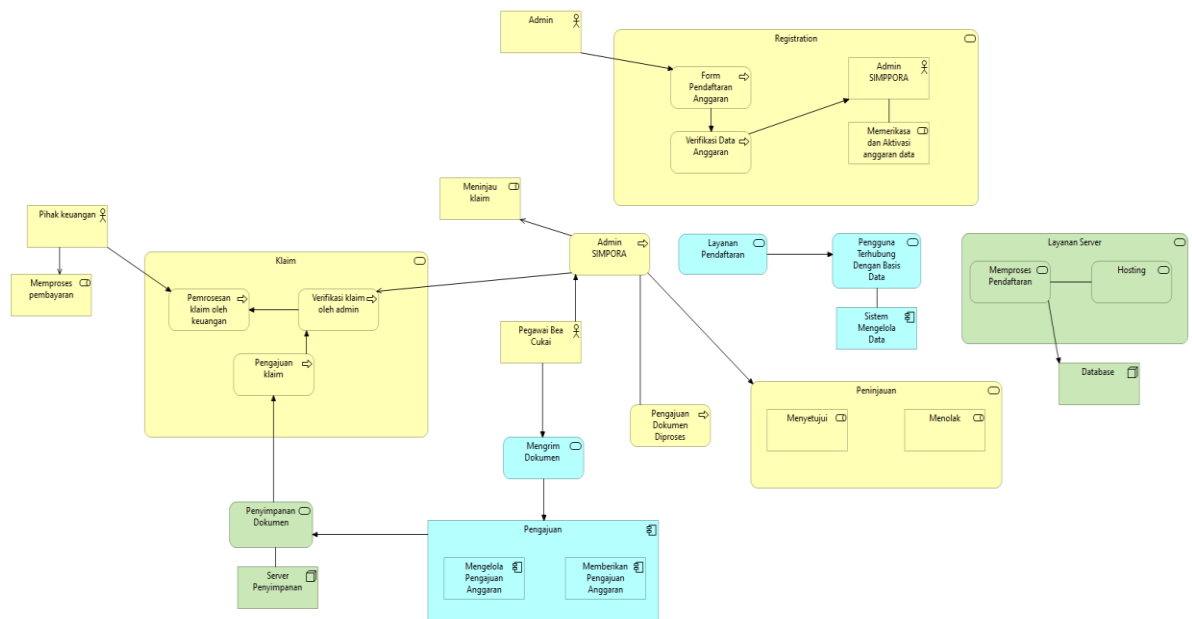 Admin
Registration
Form
Pendaftaran
Anggaran
Admin
SIMPPORA
Verifikasi Data
Anggaran
Memerikasa
dan Aktivasi
anggaran data
Meninjau
klaim
Pihak keuangan
Memproses
pembayaran
Klaim
Pemrosesan
klaim oleh
keuangan
Verifikasi klaim
oleh admin
Pengajuan
klaim
Admin
SIMPORA
Pegawai Bea
Cukai
Pengajuan
Dokumen
Diproses
Layanan
Pendaftaran
Pengguna
Terhubung
Dengan Basis
Data
Sistem
Mengelola
Data
Layanan Server
Memproses
Pendaftaran
Hosting
Database
Peninjauan
Menyetujui
Menolak
Mengrim
Dokumen
Penyimpanan
Dokumen
Server
Penyimpanan
Pengajuan
Mengelola
Pengajuan
Anggaran
Memberikan
Pengajuan
Anggaran